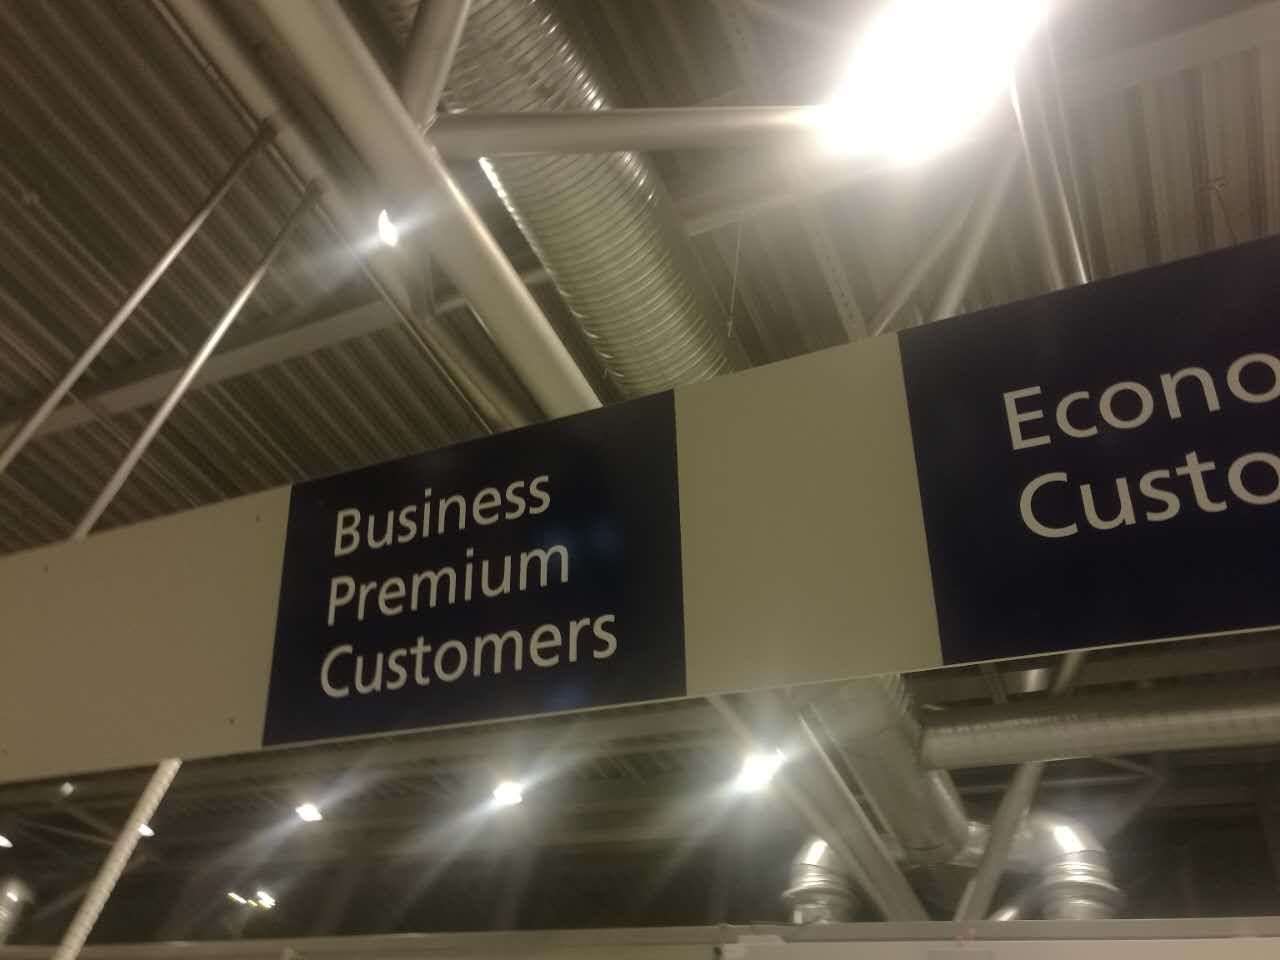 Business
Premium
Customers
Econo
Custo